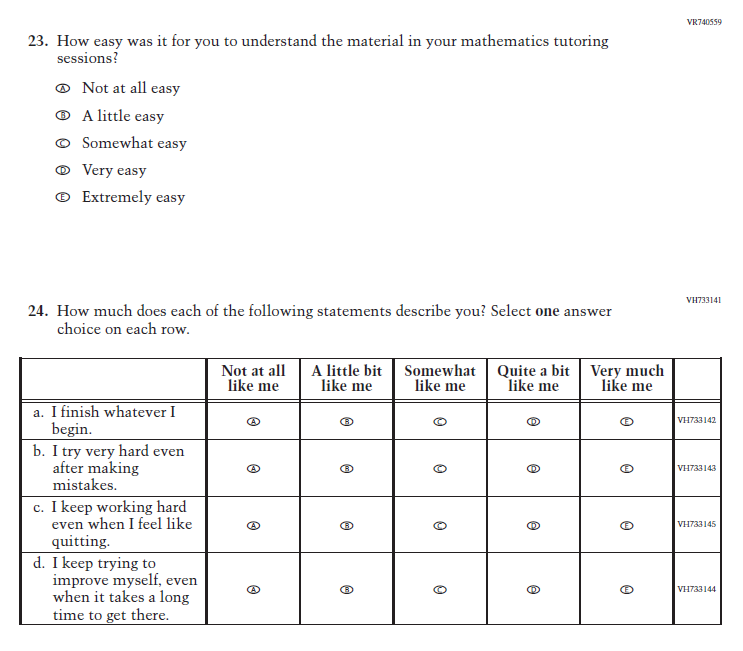 VR740559
23. How easy was it for you to understand the material in your mathematics tutoring
sessions?
A Not at all easy
B A little easy
C Somewhat easy
D Very easy
E Extremely easy
VH733141
24. How much does each of the following statements describe you? Select one answer
choice on each row.
Not at all like me A little bit like me Somewhat like me Quite a bit like me Very much like me
a. I finish whatever I
begin.
A B C D E VH733142
b. I try very hard even
after making
mistakes.
A B C D E VH733143
c. I keep working hard
even when I feel like
quitting.
A B C D E VH733145
d. I keep trying to
improve myself, even
when it takes a long
time to get there.
A B C D E VH733144